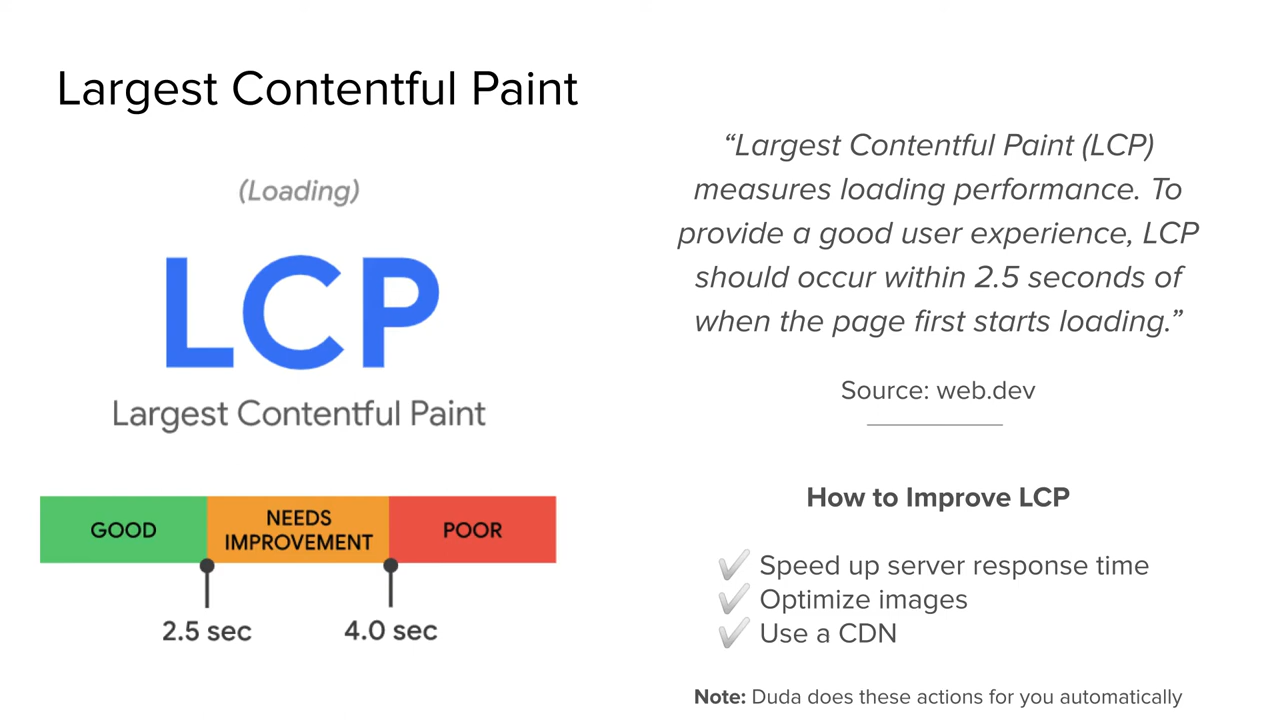 Largest Contentful Paint
(Loading)
LCP
Largest Contentful Paint
GOOD
NEEDS
IMPROVEMENT
POOR
2.5 sec
4.0 sec
“Largest Contentful Paint (LCP)
measures loading performance. To
provide a good user experience, LCP
should occur within 2.5 seconds of
when the page first starts loading.”
Source: web.dev
How to Improve LCP
Speed up server response time
Optimize images
Use a CDN
Note: Duda does these actions for you automatically